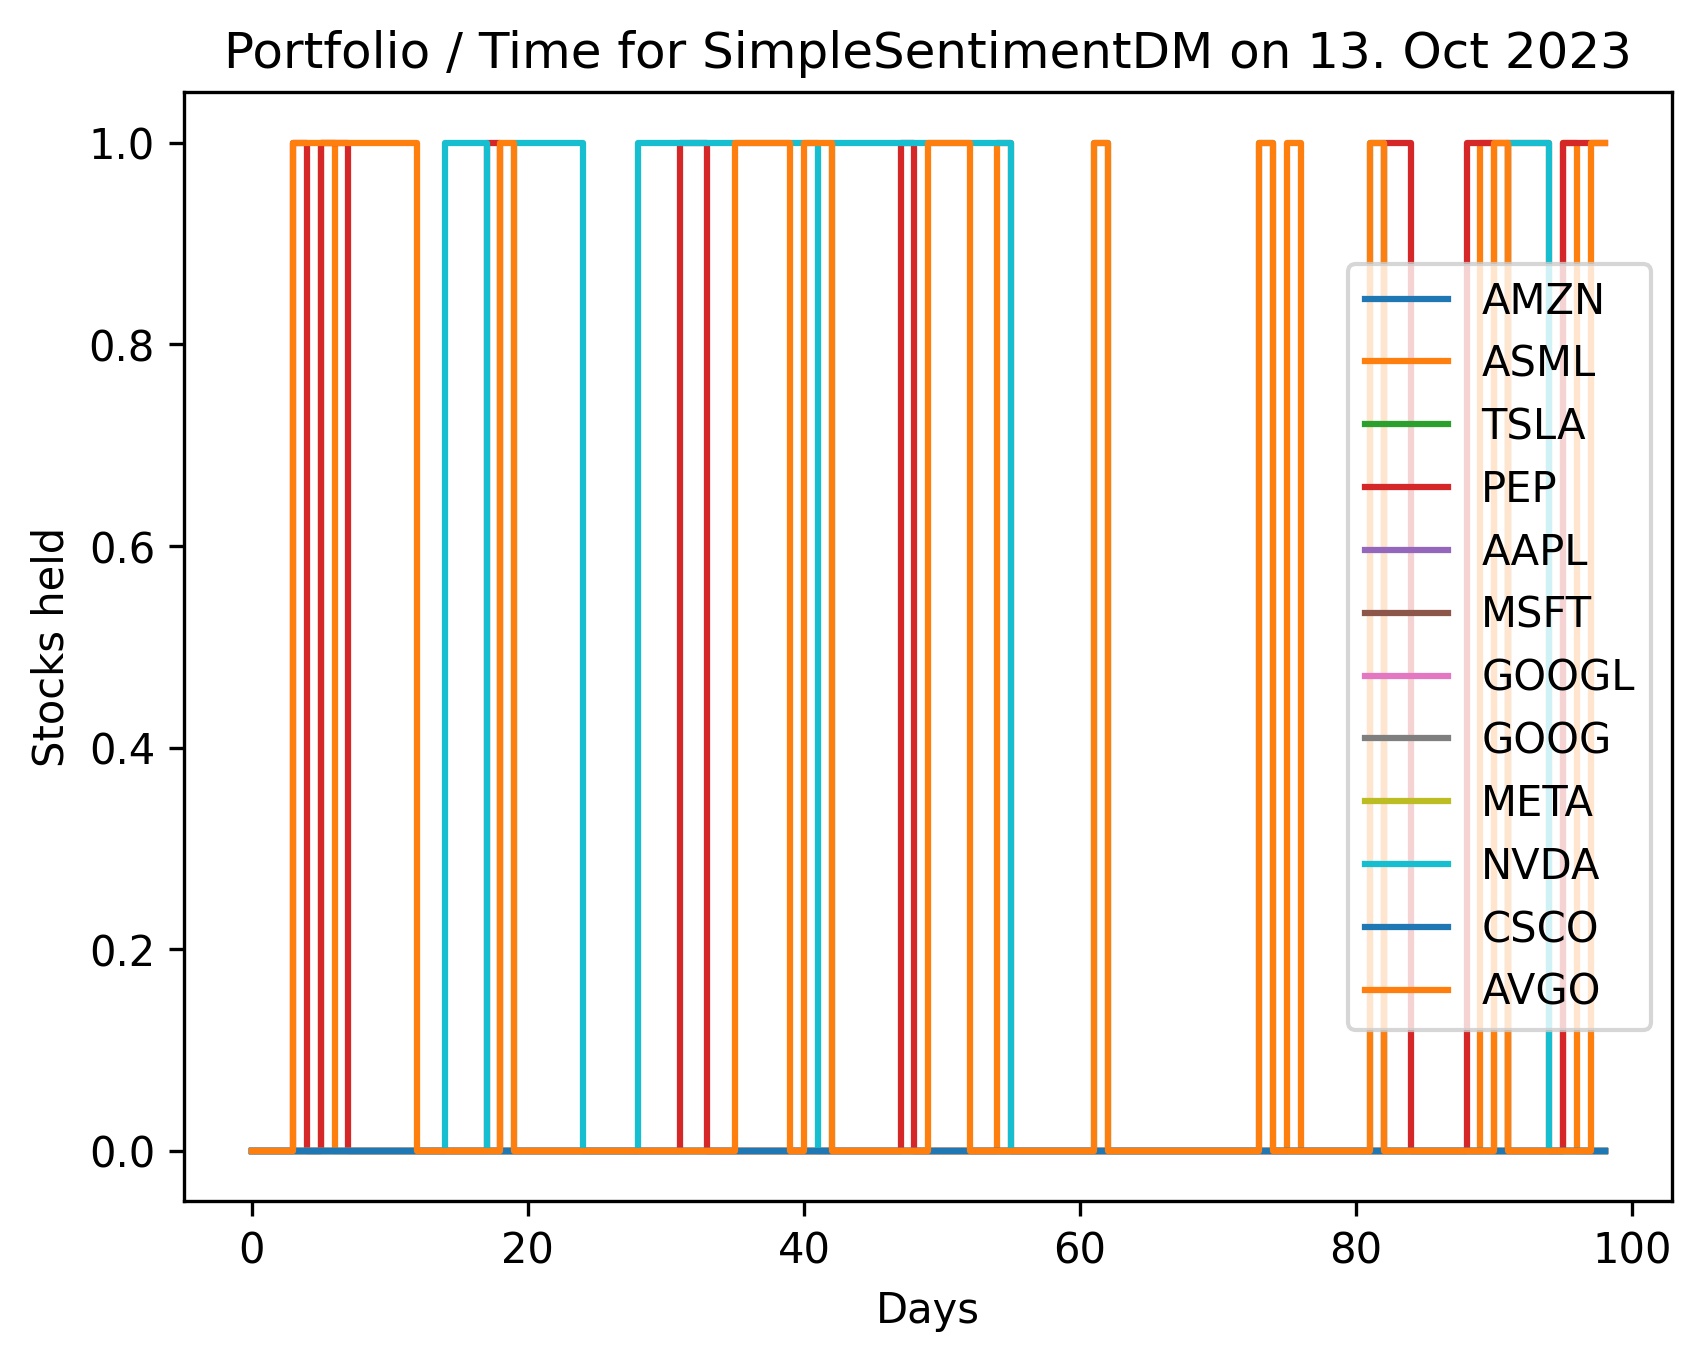 Portfolio / Time for SimpleSentimentDM on 13. Oct 2023
1.0
0.8
0.6
0.4
0.2
0.0
Stocks held
AMZN
ASML
TSLA
PEP
AAPL
MSFT
GOOGL
GOOG
META
NVDA
CSCO
AVGO
0 20 40 60 80 100
Days